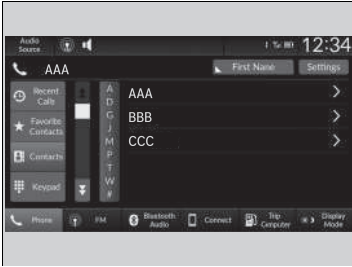 Audio Source
12:34
AAA
First Name
Settings
Recent Calls
Favorite Contacts
Contacts
Keypad
A
D
G
J
M
P
T
W
#
AAA
BBB
CCC
Phone
FM
Bluetooth Audio
Connect
Trip Computer
Display Mode